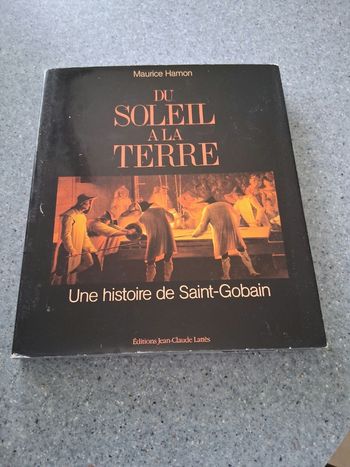 Maurice Hamon
DU
SOLEIL
A LA
TERRE
Une histoire de Saint-Gobain
Éditions Jean-Claude Lattès